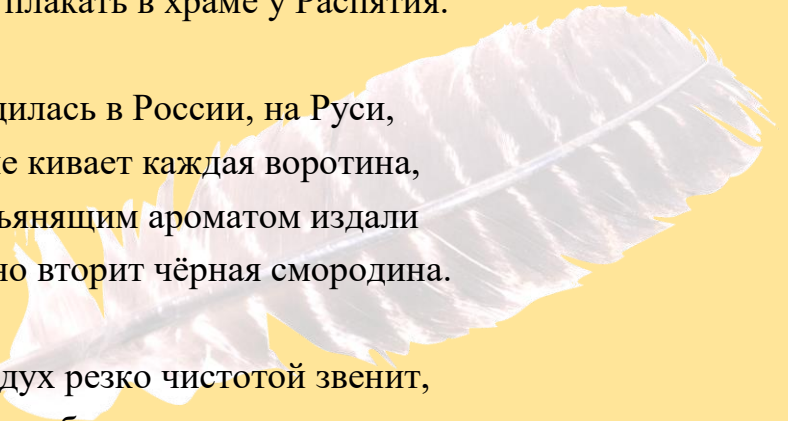 плакать в храме у Распятия.
дилась в России, на Руси,
е кивает каждая воротина,
ьянящим ароматом издали
но вторит чёрная смородина.
дух резко чистотой звенит,